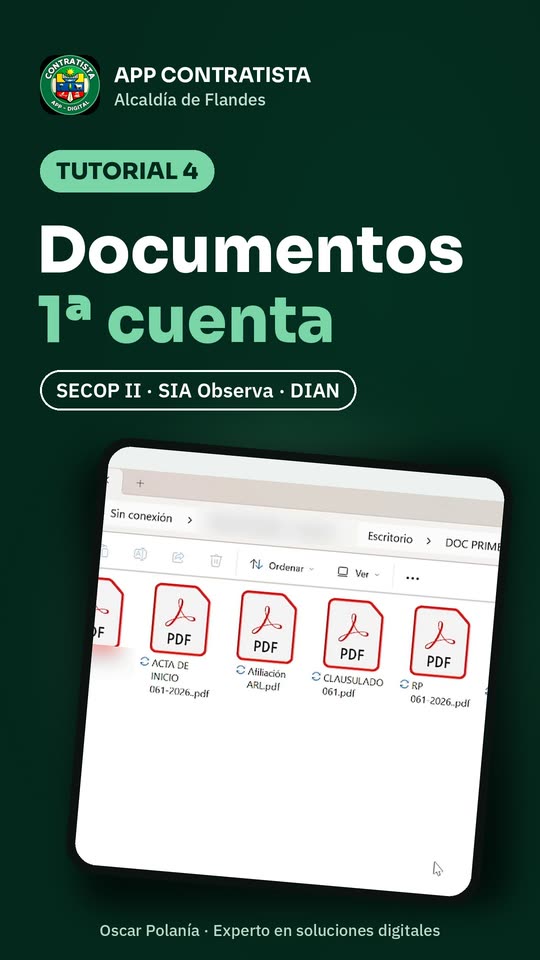 CONTRATISTA
APP - DIGITAL
APP CONTRATISTA
Alcaldía de Flandes
TUTORIAL 4
Documentos
1ª cuenta
SECOP II · SIA Observa · DIAN
Sin conexión
Escritorio
DOC PRIME
Ordenar
Ver
PDF
PDF
PDF
PDF
PDF
ACTA DE
INICIO
061-2026..pdf
Afiliación
ARL.pdf
CLAUSULADO
061.pdf
RP
061-2026..pdf
Oscar Polanía · Experto en soluciones digitales